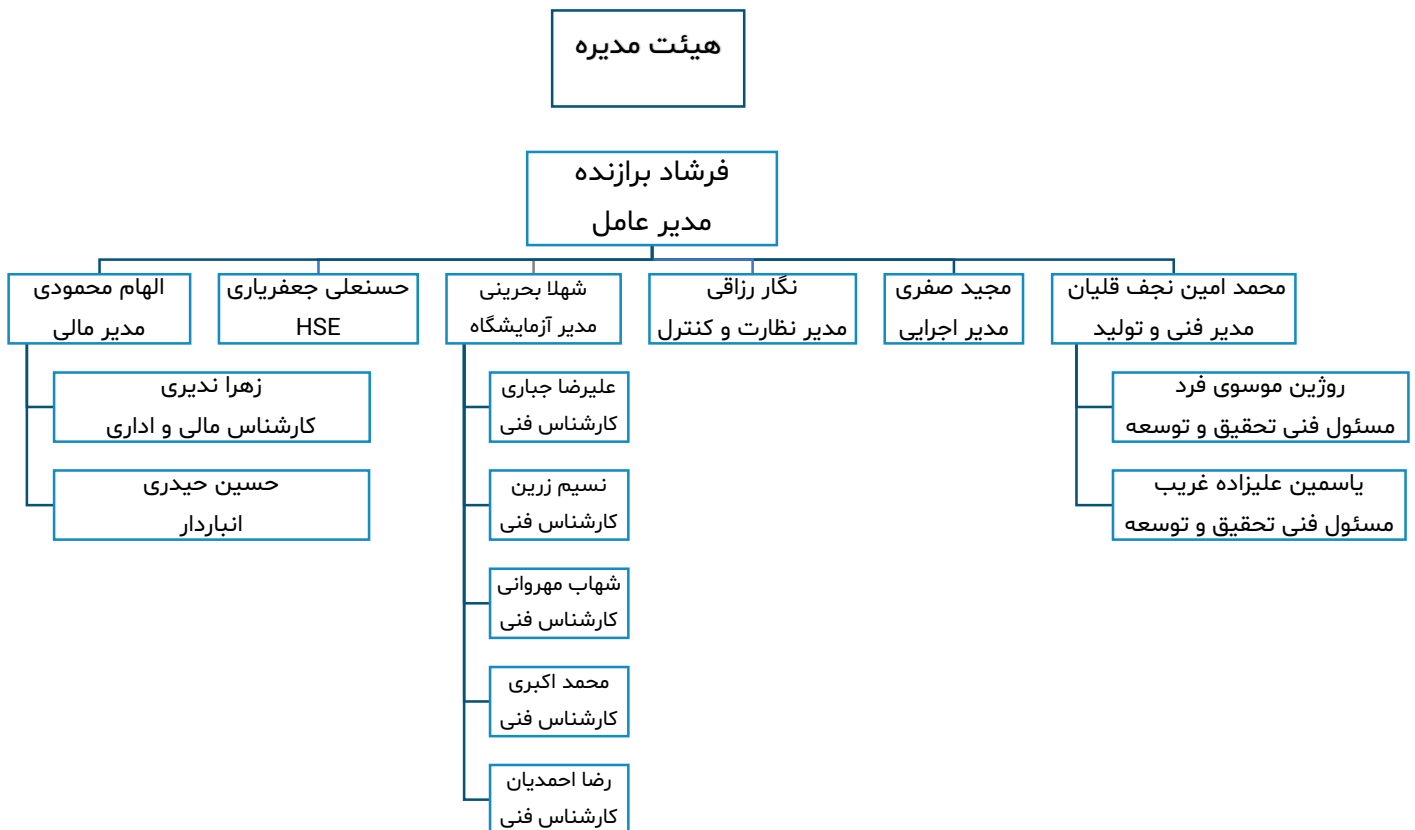 هیئت مدیره
فرشاد برازنده
مدیر عامل
محمد امین نجف قلیان
مدیر فنی و تولید
روژین موسوی فرد
مسئول فنی تحقیق و توسعه
یاسمین علیزاده غریب
مسئول فنی تحقیق و توسعه
مجید صفری
مدیر اجرایی
نگار رزاقی
مدیر نظارت و کنترل
شهلا بحرینی
مدیر آزمایشگاه
علیرضا جباری
کارشناس فنی
نسیم زرین
کارشناس فنی
شهاب مهروانی
کارشناس فنی
محمد اکبری
کارشناس فنی
رضا احمدیان
کارشناس فنی
حسنعلی جعفریاری
HSE
الهام محمودی
مدیر مالی
زهرا ندیری
کارشناس مالی و اداری
حسین حیدری
انباردار